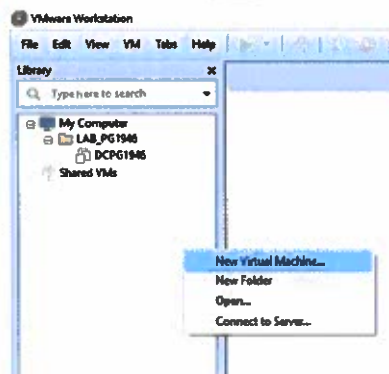 VMware Workstation
File Edit View VM Tabs Help
Library
Type here to search
My Computer
LAB_PG1946
DCPG1946
Shared VMs
New Virtual Machine...
New Folder
Open...
Connect to Server...